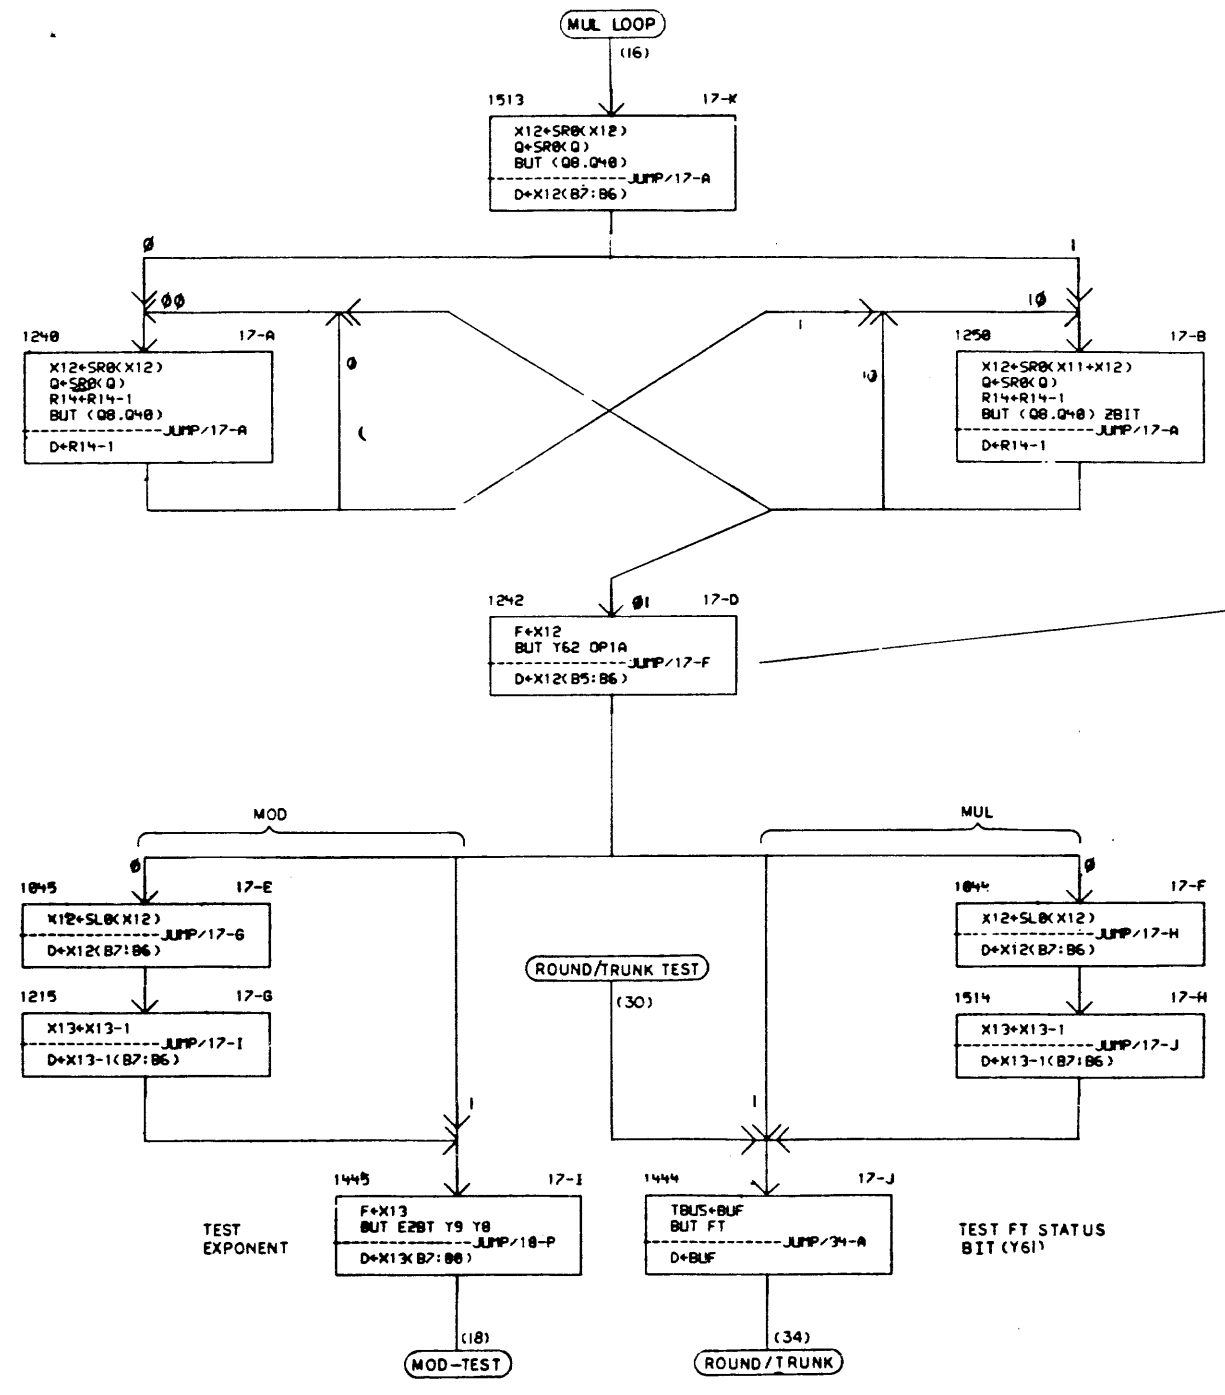 MUL LOOP
(16)
1513 17-K
X12←SR0(X12)
Q←SR0(Q)
BUT (Q8.Q40)
JUMP/17-A
D←X12(B7:B6)
Ø 1
ØØ 1Ø
1
1240 17-A
X12←SR0(X12)
Q←SR0(Q)
R14←R14-1
BUT (Q8.Q40)
JUMP/17-A
D←R14-1
Ø
1Ø
1250 17-B
X12←SR0(X11+X12)
Q←SR0(Q)
R14←R14-1
BUT (Q8.Q40) 2BIT
JUMP/17-A
D←R14-1
1242 Ø1 17-D
F←X12
BUT Y62 OP1A
JUMP/17-F
D←X12(B5:B6)
MOD MUL
Ø Ø
1045 17-E
X12←SL0(X12)
JUMP/17-G
D←X12(B7:B6)
1215 17-G
X13←X13-1
JUMP/17-I
D←X13-1(B7:B6)
ROUND/TRUNK TEST
(30)
1044 17-F
X12←SL0(X12)
JUMP/17-H
D←X12(B7:B6)
1514 17-H
X13←X13-1
JUMP/17-J
D←X13-1(B7:B6)
1 1
1445 17-I
F←X13
BUT E2BT Y9 Y8
JUMP/18-P
D←X13(B7:B0)
TEST
EXPONENT
1444 17-J
TBUS←BUF
BUT FT
JUMP/34-A
D←BUF
TEST FT STATUS
BIT (Y61)
(18) (34)
MOD-TEST ROUND/TRUNK